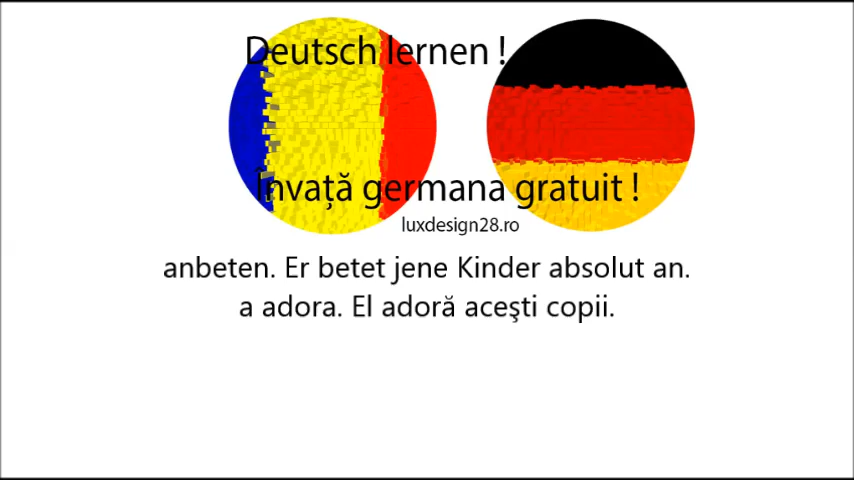 Deutsch lernen !
Învață germana gratuit !
luxdesign28.ro
anbeten. Er betet jene Kinder absolut an.
a adora. El adoră aceşti copii.